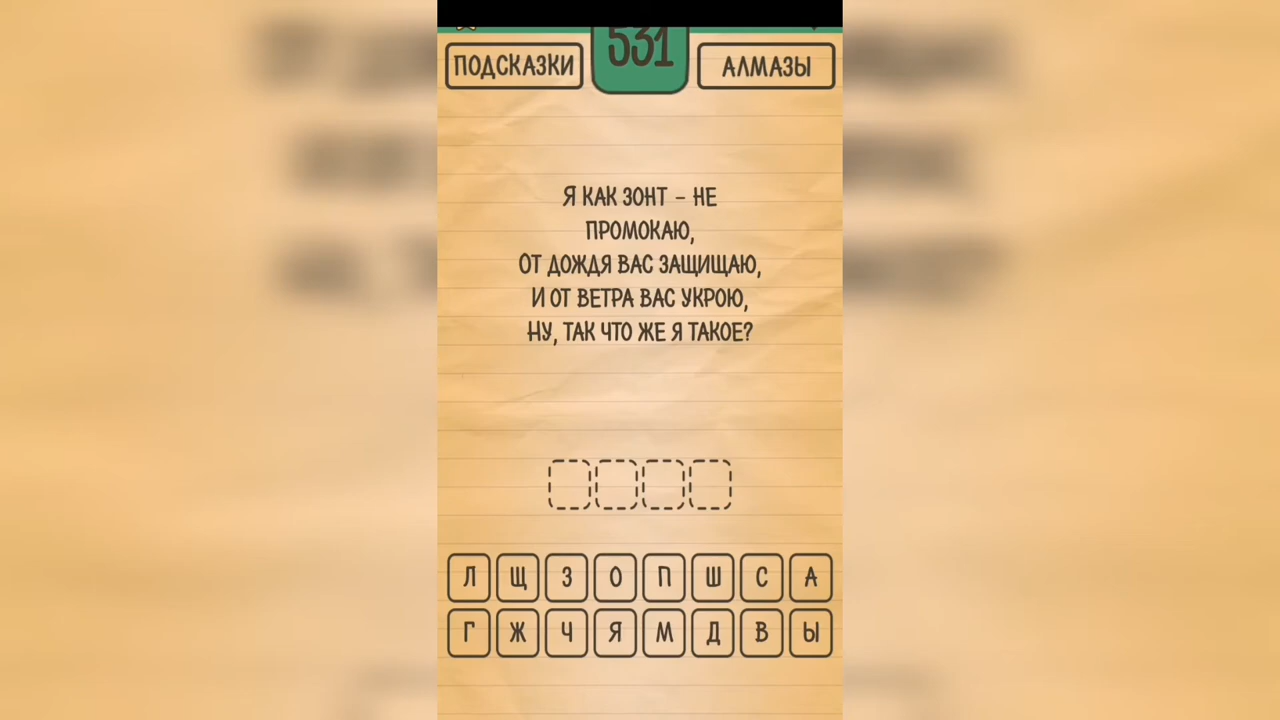 ПОДСКАЗКИ
531
АЛМАЗЫ
Я КАК ЗОНТ – НЕ
ПРОМОКАЮ,
ОТ ДОЖДЯ ВАС ЗАЩИЩАЮ,
И ОТ ВЕТРА ВАС УКРОЮ,
НУ, ТАК ЧТО ЖЕ Я ТАКОЕ?
Л Щ З О П Ш С А
Г Ж Ч Я М Д В Ы